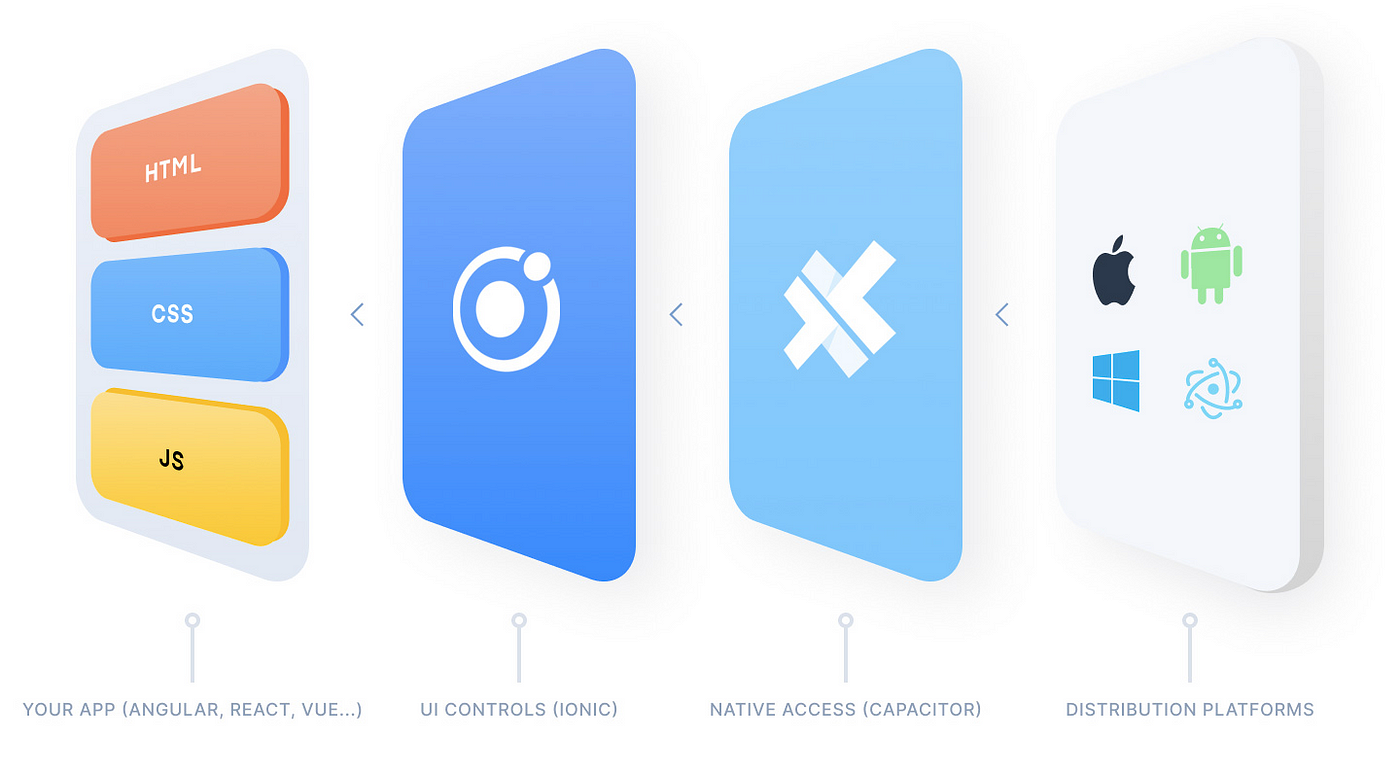 HTML
CSS
JS
YOUR APP (ANGULAR, REACT, VUE...)
UI CONTROLS (IONIC)
NATIVE ACCESS (CAPACITOR)
DISTRIBUTION PLATFORMS